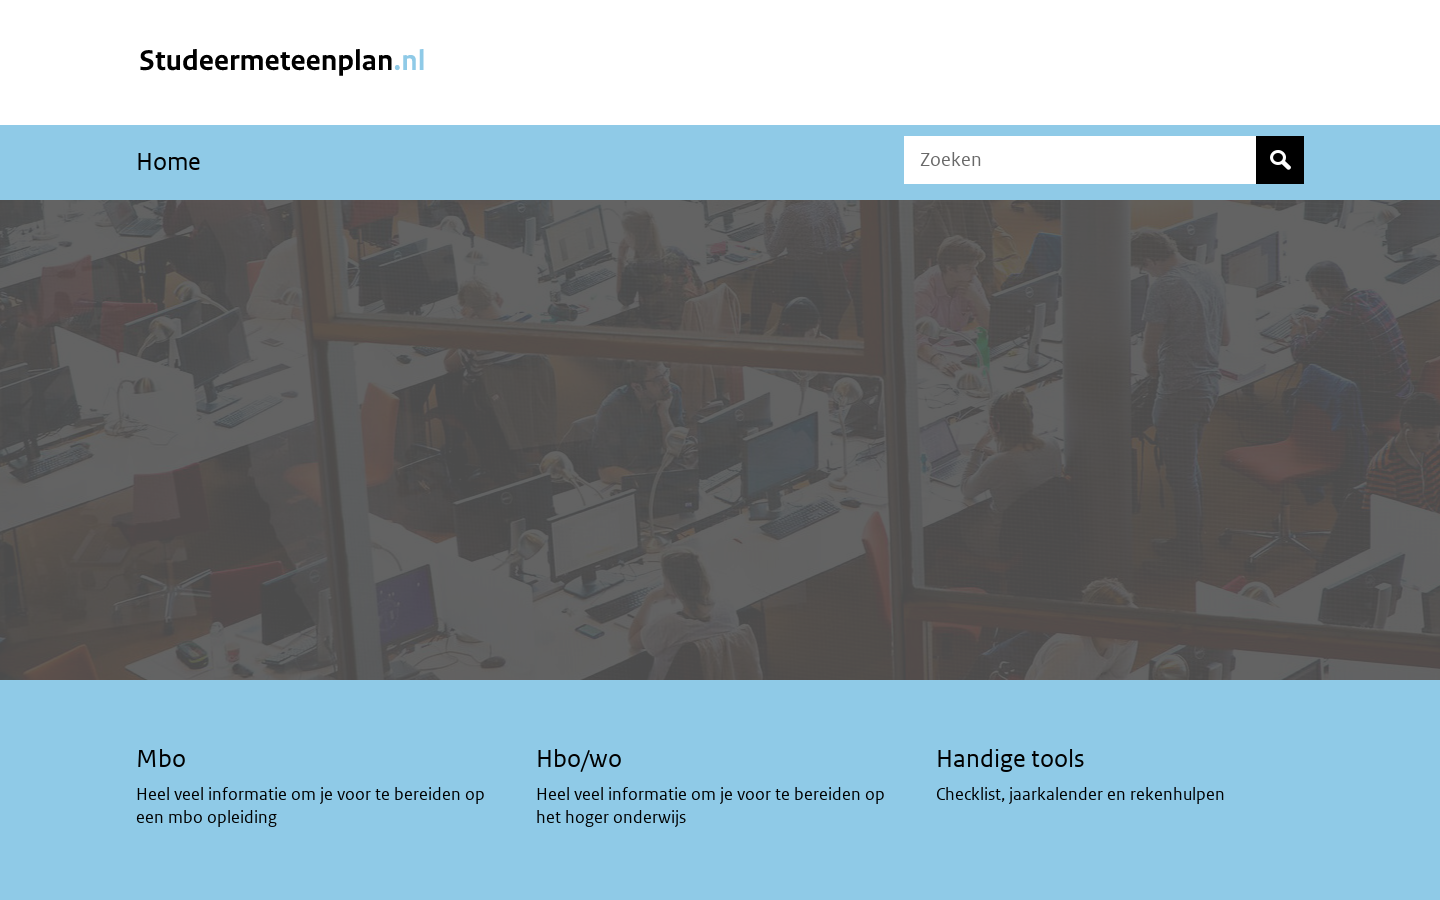 Studeermeteenplan.nl
Home
Zoeken
Mbo
Heel veel informatie om je voor te bereiden op
een mbo opleiding
Hbo/wo
Heel veel informatie om je voor te bereiden op
het hoger onderwijs
Handige tools
Checklist, jaarkalender en rekenhulpen